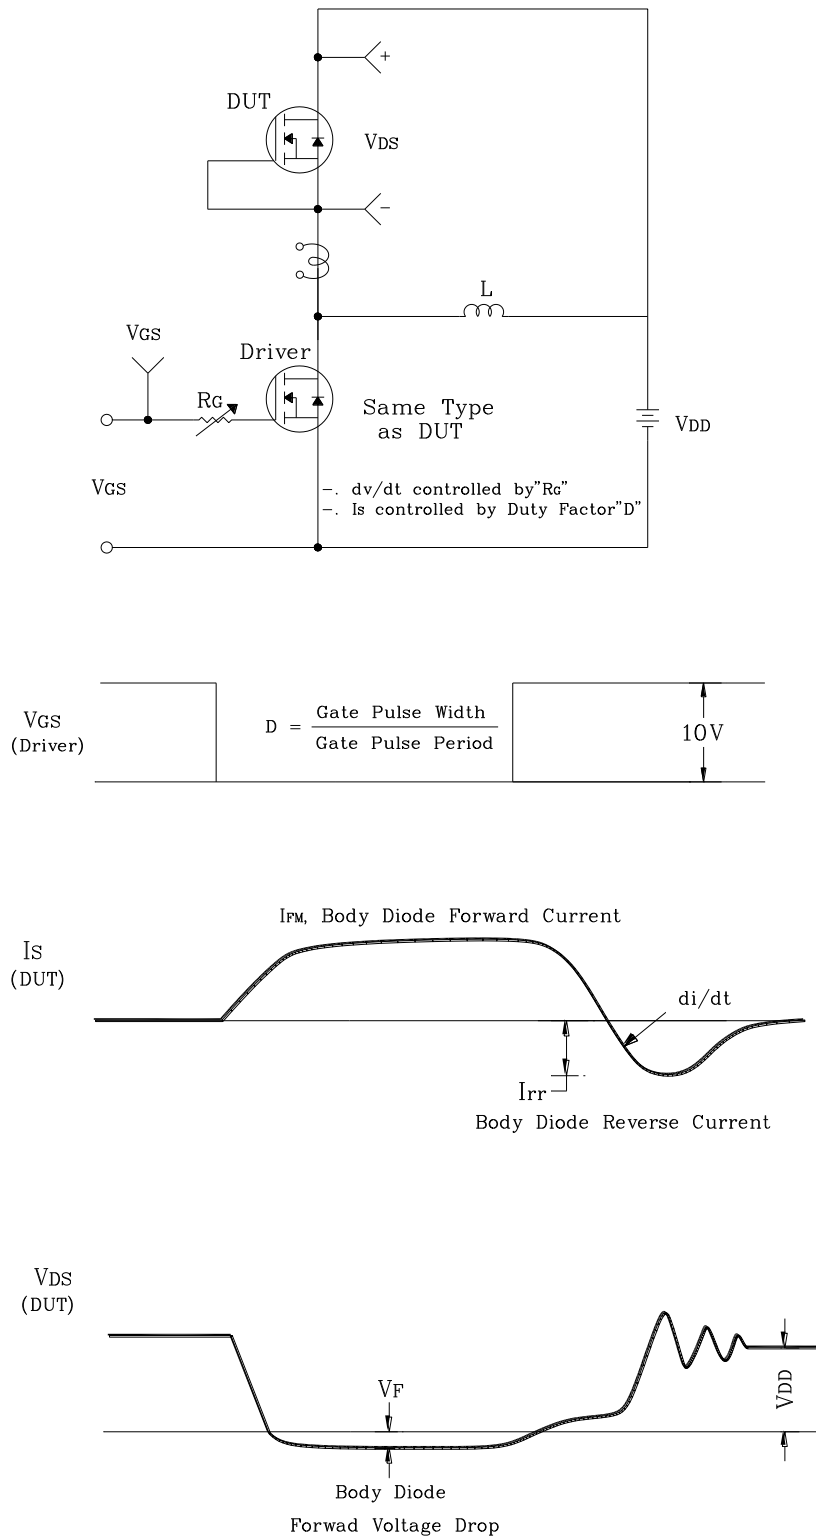 +
DUT
VDS
−
L
VGS
Driver
RG
Same Type
as DUT
VDD
VGS
−. dv/dt controlled by"RG"
−. Is controlled by Duty Factor"D"
VGS
(Driver)
D = Gate Pulse Width
Gate Pulse Period
10V
IFM, Body Diode Forward Current
IS
(DUT)
di/dt
Irr
Body Diode Reverse Current
VDS
(DUT)
VF
VDD
Body Diode
Forwad Voltage Drop